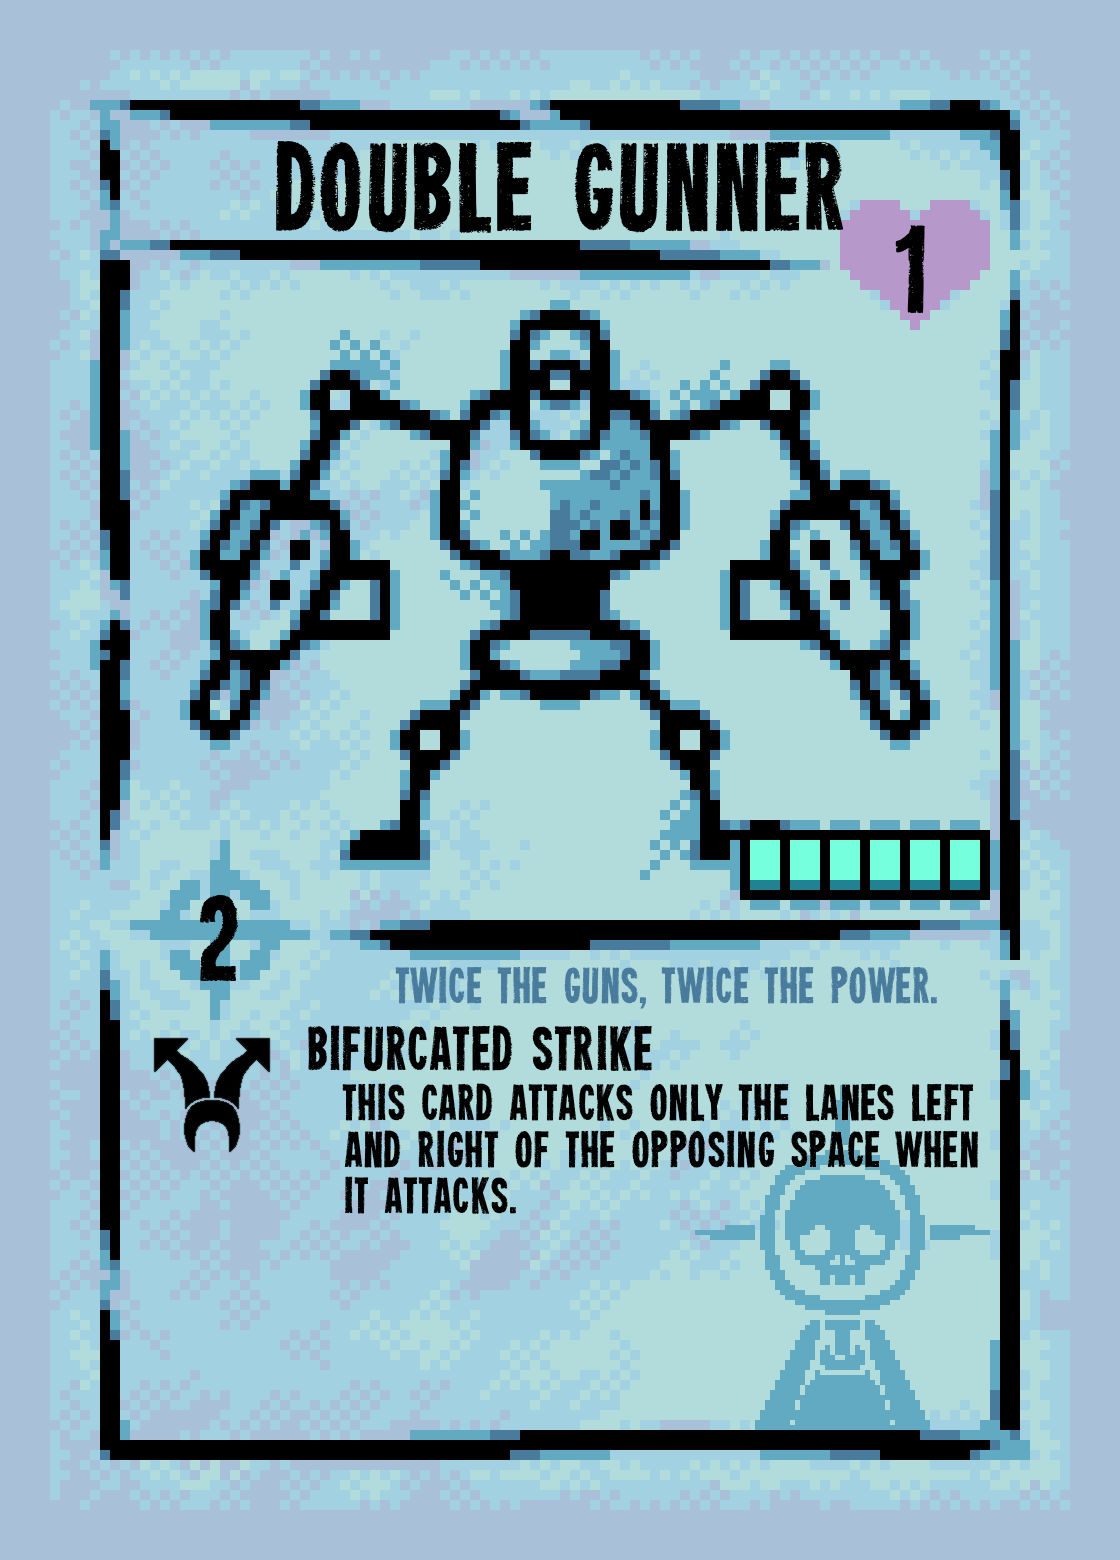 DOUBLE GUNNER
1
2
TWICE THE GUNS, TWICE THE POWER.
BIFURCATED STRIKE
THIS CARD ATTACKS ONLY THE LANES LEFT
AND RIGHT OF THE OPPOSING SPACE WHEN
IT ATTACKS.